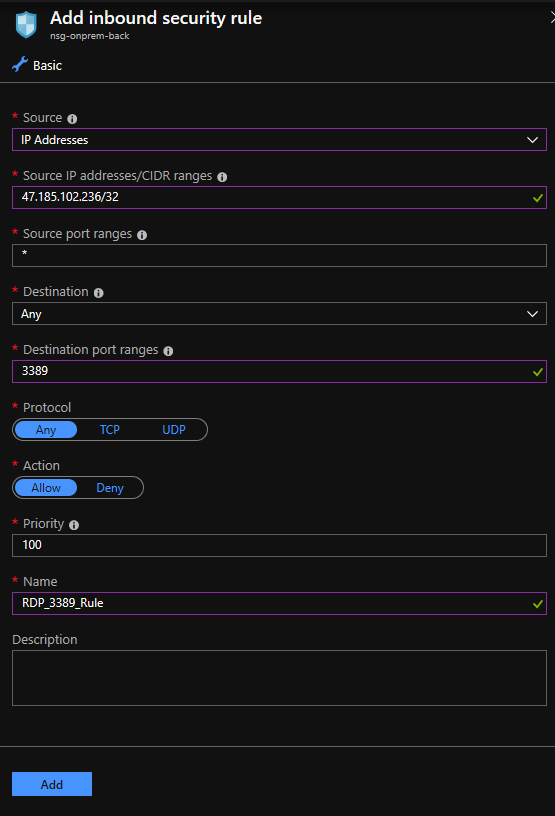 Add inbound security rule
nsg-onprem-back
Basic
* Source
IP Addresses
* Source IP addresses/CIDR ranges
47.185.102.236/32
* Source port ranges
*
* Destination
Any
* Destination port ranges
3389
* Protocol
Any TCP UDP
* Action
Allow Deny
* Priority
100
* Name
RDP_3389_Rule
Description
Add